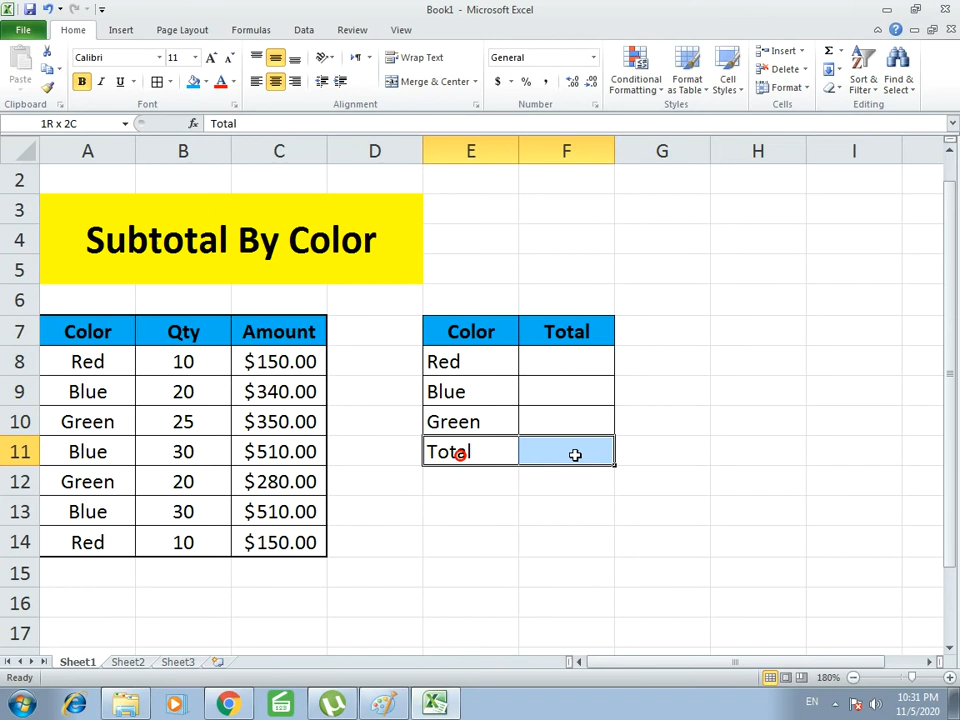 Book1 - Microsoft Excel
File Home Insert Page Layout Formulas Data Review View
Paste
Calibri 11
B I U
Wrap Text
Merge & Center
General
$ % ,
Conditional Formatting
Format as Table
Cell Styles
Insert
Delete
Format
Sort & Filter
Find & Select
Clipboard Font Alignment Number Styles Cells Editing
1R x 2C fx Total
A B C D E F G H I
2
3
4 Subtotal By Color
5
6
7 Color Qty Amount Color Total
8 Red 10 $150.00 Red
9 Blue 20 $340.00 Blue
10 Green 25 $350.00 Green
11 Blue 30 $510.00 Total
12 Green 20 $280.00
13 Blue 30 $510.00
14 Red 10 $150.00
15
16
17
Sheet1 Sheet2 Sheet3
Ready 180%
EN 10:31 PM
11/5/2020